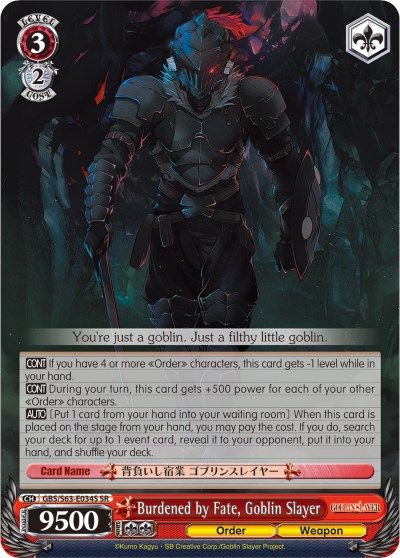 LEVEL
3
2
COST
You're just a goblin. Just a filthy little goblin.
CONT If you have 4 or more «Order» characters, this card gets -1 level while in
your hand.
CONT During your turn, this card gets +500 power for each of your other
«Order» characters.
AUTO [Put 1 card from your hand into your waiting room] When this card is
placed on the stage from your hand, you may pay the cost. If you do, search
your deck for up to 1 event card, reveal it to your opponent, put it into your
hand, and shuffle your deck.
Card Name 背負いし宿業 ゴブリンスレイヤー
CH GBS/S63-E034S SR
Burdened by Fate, Goblin Slayer
GOBLIN SLAYER
POWER 9500
Order Weapon
©Kumo Kagyu・SB Creative Corp./Goblin Slayer Project.